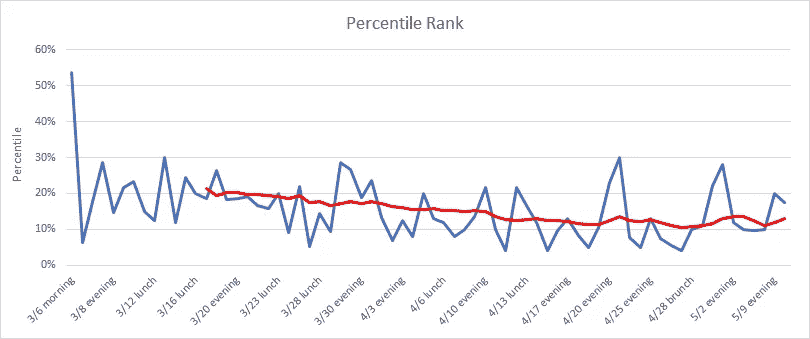 Percentile Rank
60%
50%
40%
30%
20%
10%
0%
Percentile
3/6 morning
3/8 evening
3/12 lunch
3/16 lunch
3/20 evening
3/23 lunch
3/28 lunch
3/30 evening
4/3 evening
4/6 lunch
4/10 evening
4/13 lunch
4/17 evening
4/20 evening
4/25 evening
4/28 brunch
5/2 evening
5/9 evening